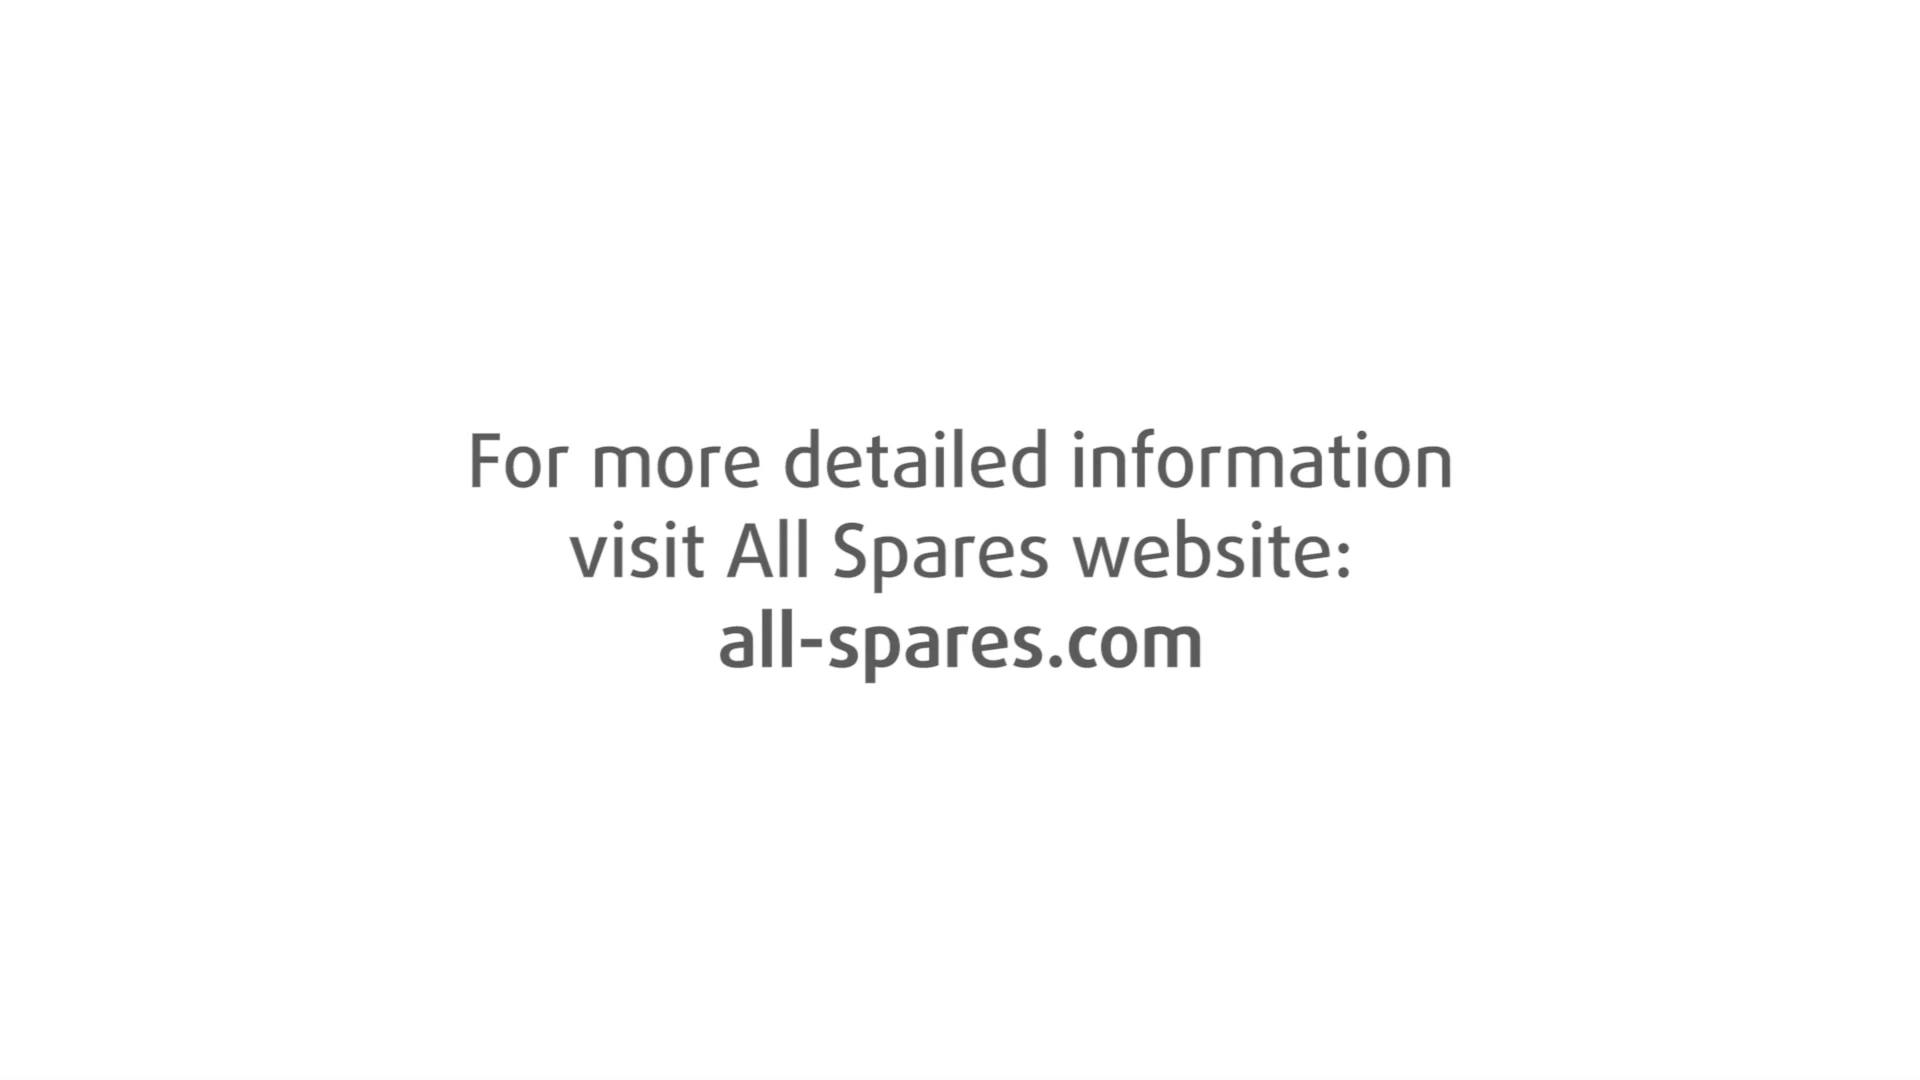 For more detailed information
visit All Spares website:
all-spares.com